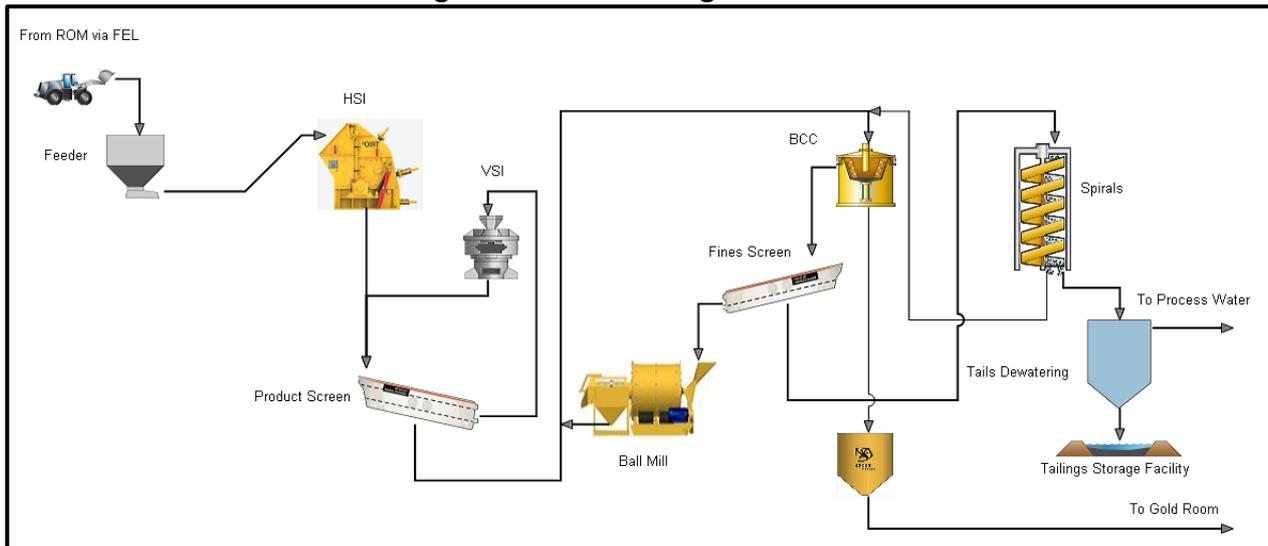 From ROM via FEL
HSI
Feeder
BCC
VSI
Spirals
Fines Screen
To Process Water
Tails Dewatering
Product Screen
Ball Mill
Tailings Storage Facility
To Gold Room